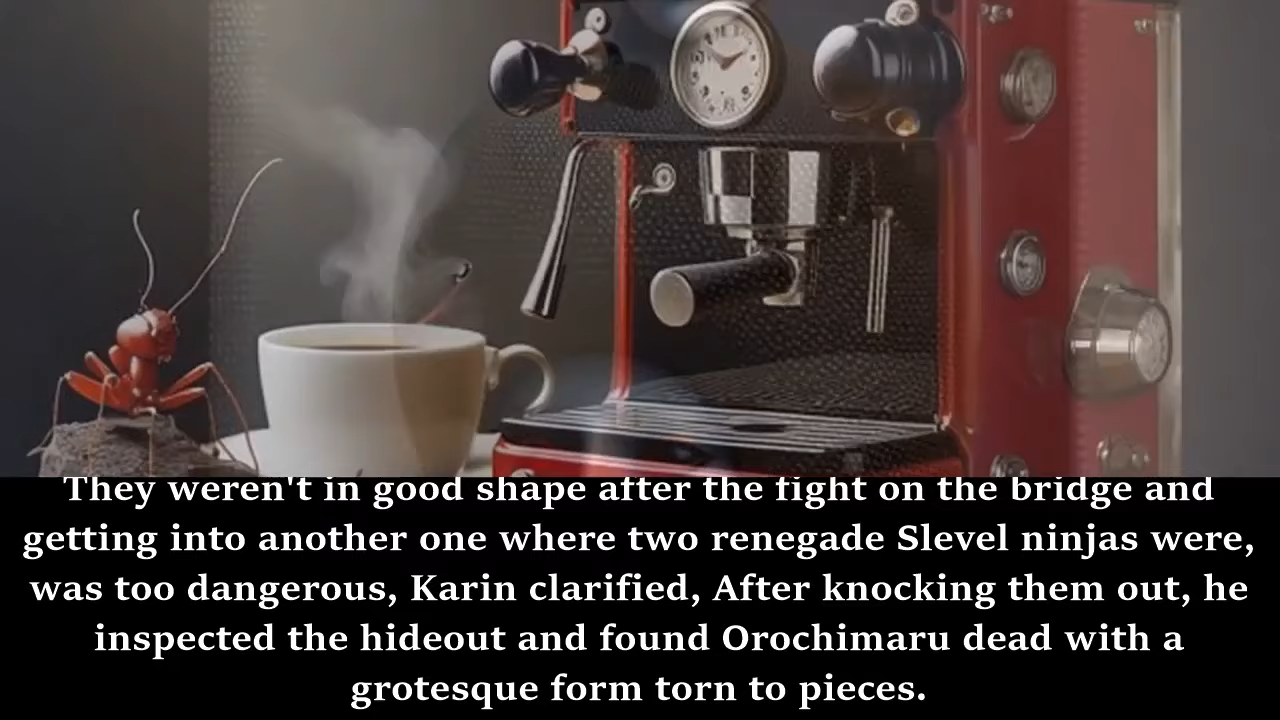 They weren't in good shape after the fight on the bridge and
getting into another one where two renegade Slevel ninjas were,
was too dangerous, Karin clarified, After knocking them out, he
inspected the hideout and found Orochimaru dead with a
grotesque form torn to pieces.